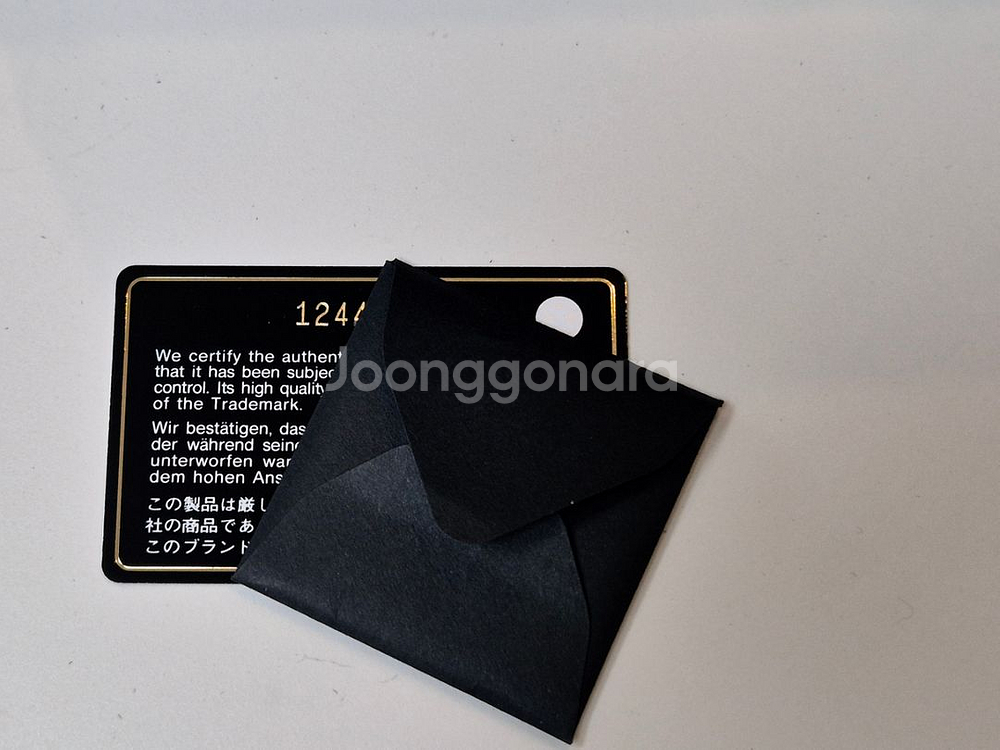 1244
We certify the authent
that it has been subjec
control. Its high quality
of the Trademark.
Wir bestätigen, das
der während seine
unterworfen war
dem hohen Ans
この製品は厳し
社の商品であ
このブランド
Joonggonara